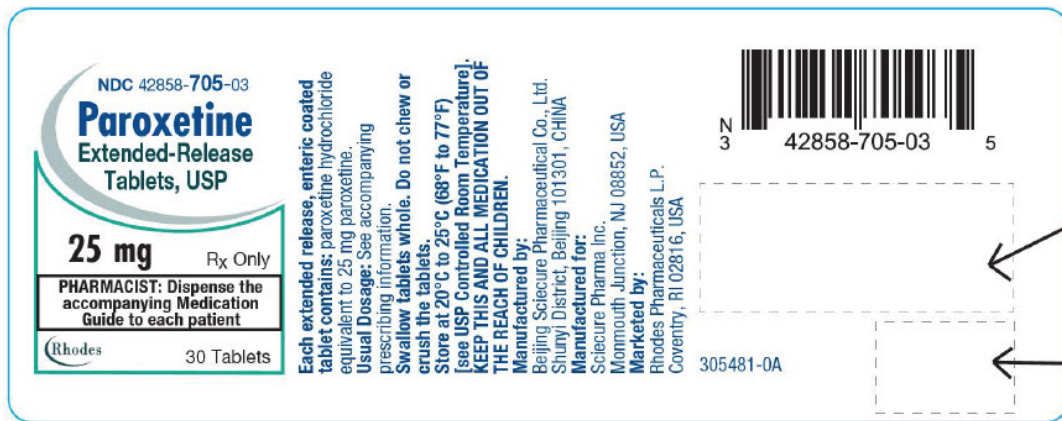 NDC 42858-705-03
Paroxetine
Extended-Release
Tablets, USP
25 mg
Rx Only
PHARMACIST: Dispense the
accompanying Medication
Guide to each patient
Rhodes
30 Tablets
Each extended release, enteric coated
tablet contains: paroxetine hydrochloride
equivalent to 25 mg paroxetine.
Usual Dosage: See accompanying
prescribing information.
Swallow tablets whole. Do not chew or
crush the tablets.
Store at 20°C to 25°C (68°F to 77°F)
[see USP Controlled Room Temperature].
KEEP THIS AND ALL MEDICATION OUT OF
THE REACH OF CHILDREN.
Manufactured by:
Beijing Sciecure Pharmaceutical Co., Ltd.
Shunyi District, Beijing 101301, CHINA
Manufactured for:
Sciecure Pharma Inc.
Monmouth Junction, NJ 08852, USA
Marketed by:
Rhodes Pharmaceuticals L.P.
Coventry, RI 02816, USA
N
3 42858-705-03 5
305481-0A